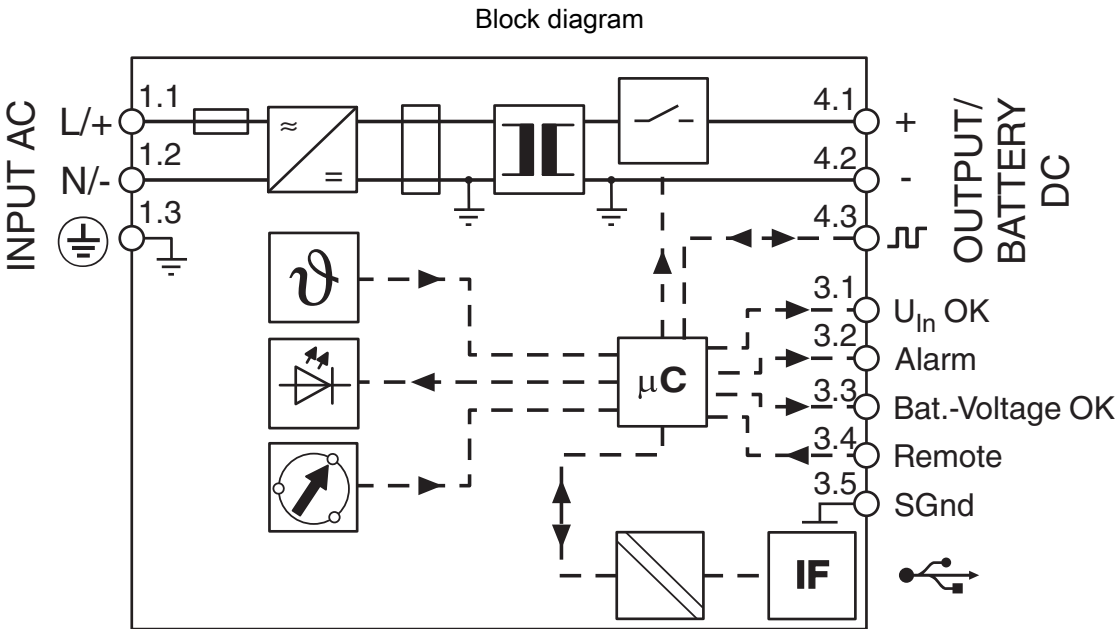 Block diagram
INPUT AC
L/+
1.1
N/-
1.2
1.3
≈
=
ϑ
µC
IF
4.1
+
4.2
-
4.3
OUTPUT/
BATTERY
DC
3.1
U_In OK
3.2
Alarm
3.3
Bat.-Voltage OK
3.4
Remote
3.5
SGnd